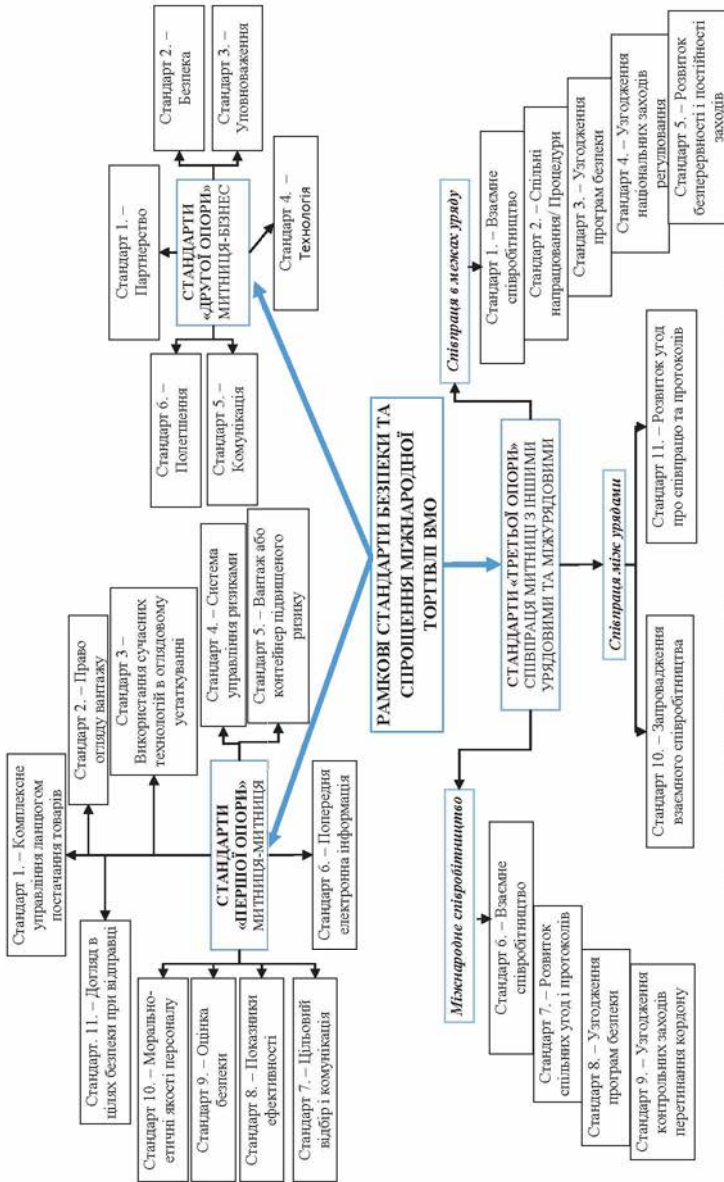 Стандарт 1. – Комплексне
управління ланцюгом
постачання товарів
Стандарт 2. – Право
огляду вантажу
Стандарт 3 –
Використання сучасних
технологій в оглядовому
устаткуванні
Стандарт 4. – Система
управління ризиками
Стандарт 5. – Вантаж або
контейнер підвищеного
ризику
Стандарт. 11. – Догляд в
цілях безпеки при відправці
Стандарт 10. – Морально-
етичні якості персоналу
Стандарт 9. – Оцінка
безпеки
Стандарт 8. – Показники
ефективності
Стандарт 7. – Цільовий
відбір і комунікація
СТАНДАРТИ
«ПЕРШОЇ ОПОРИ»
МИТНИЦЯ-МИТНИЦЯ
Стандарт 6. – Попередня
електронна інформація
Стандарт 1. –
Партнерство
Стандарт 2. –
Безпека
Стандарт 3. –
Уповноваження
СТАНДАРТИ
«ДРУГОЇ ОПОРИ»
МИТНИЦЯ-БІЗНЕС
Стандарт 4. –
Технологія
Стандарт 6. –
Полегшення
Стандарт 5. –
Комунікація
РАМКОВІ СТАНДАРТИ БЕЗПЕКИ ТА
СПРОЩЕННЯ МІЖНАРОДНОЇ
ТОРГІВЛІ ВМО
СТАНДАРТИ «ТРЕТЬОЇ ОПОРИ»
СПІВПРАЦЯ МИТНИЦІ З ІНШИМИ
УРЯДОВИМИ ТА МІЖУРЯДОВИМИ
Міжнародне співробітництво
Стандарт 6. – Взаємне
співробітництво
Стандарт 7. – Розвиток
спільних угод і протоколів
Стандарт 8. – Узгодження
програм безпеки
Стандарт 9. – Узгодження
контрольних заходів
перетинання кордону
Співпраця між урядами
Стандарт 10. – Запровадження
взаємного співробітництва
Стандарт 11. – Розвиток угод
про співпрацю та протоколів
Співпраця в межах уряду
Стандарт 1. – Взаємне
співробітництво
Стандарт 2. – Спільні
напрацювання/ Процедури
Стандарт 3. – Узгодження
програм безпеки
Стандарт 4. – Узгодження
національних заходів
регулювання
Стандарт 5. – Розвиток
безперервності і постійності
заходів